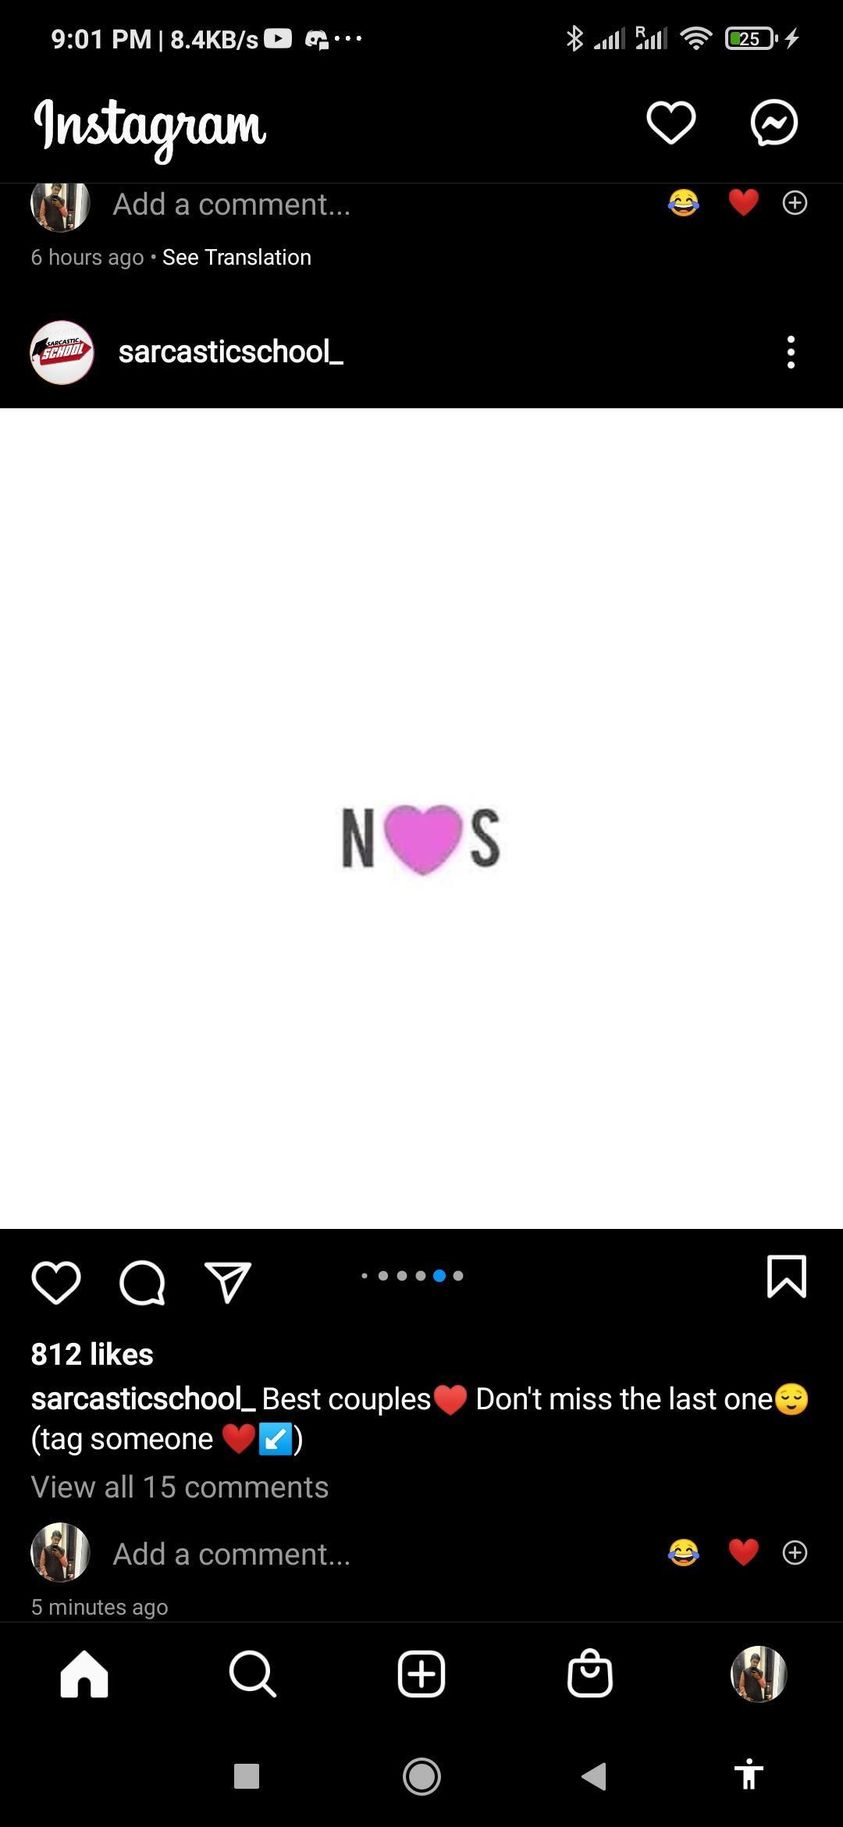 9:01 PM | 8.4KB/s
R
25
Instagram
Add a comment...
6 hours ago • See Translation
SARCASTIC
SCHOOL
sarcasticschool_
N💜S
812 likes
sarcasticschool_ Best couples❤️ Don't miss the last one😌
(tag someone ❤️↙️)
View all 15 comments
Add a comment...
5 minutes ago